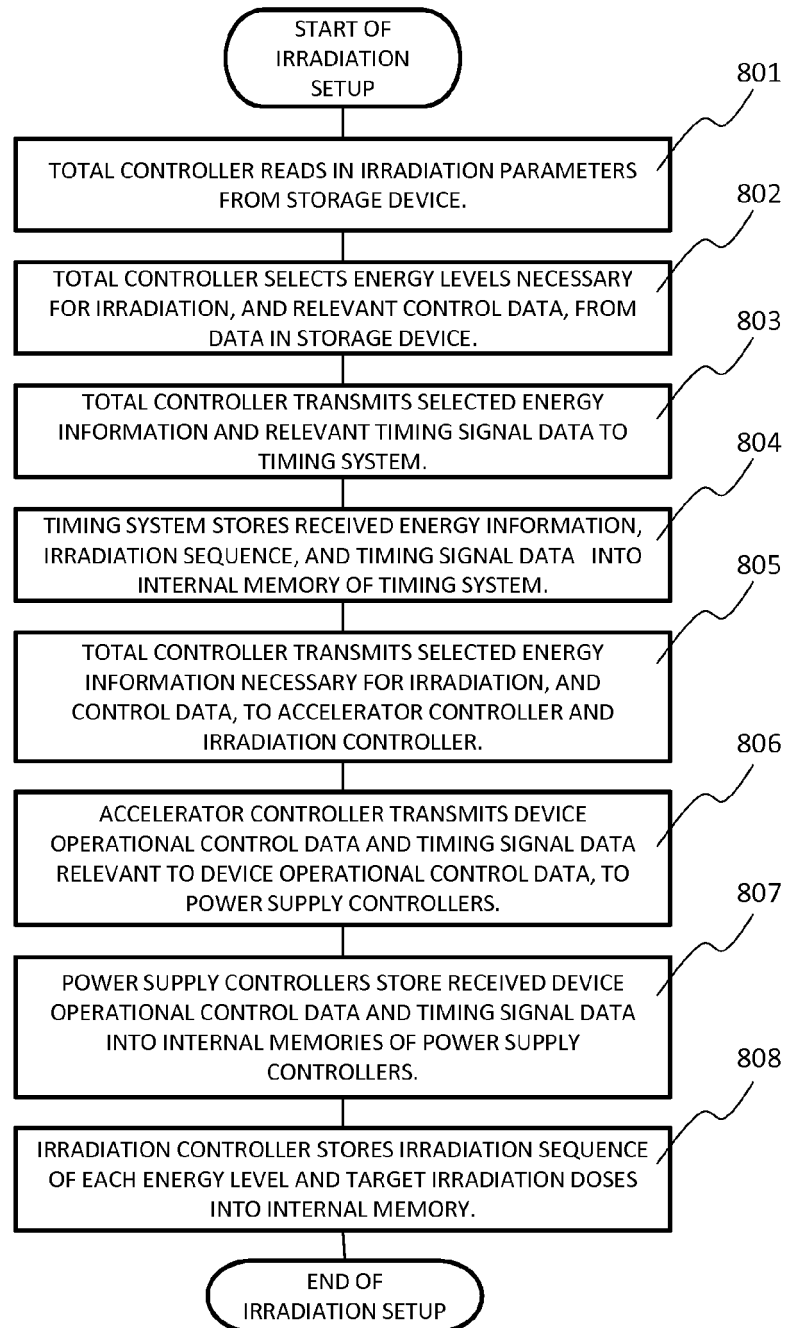 START OF
IRRADIATION
SETUP
801
TOTAL CONTROLLER READS IN IRRADIATION PARAMETERS
FROM STORAGE DEVICE.
802
TOTAL CONTROLLER SELECTS ENERGY LEVELS NECESSARY
FOR IRRADIATION, AND RELEVANT CONTROL DATA, FROM
DATA IN STORAGE DEVICE.
803
TOTAL CONTROLLER TRANSMITS SELECTED ENERGY
INFORMATION AND RELEVANT TIMING SIGNAL DATA TO
TIMING SYSTEM.
804
TIMING SYSTEM STORES RECEIVED ENERGY INFORMATION,
IRRADIATION SEQUENCE, AND TIMING SIGNAL DATA INTO
INTERNAL MEMORY OF TIMING SYSTEM.
805
TOTAL CONTROLLER TRANSMITS SELECTED ENERGY
INFORMATION NECESSARY FOR IRRADIATION, AND
CONTROL DATA, TO ACCELERATOR CONTROLLER AND
IRRADIATION CONTROLLER.
806
ACCELERATOR CONTROLLER TRANSMITS DEVICE
OPERATIONAL CONTROL DATA AND TIMING SIGNAL DATA
RELEVANT TO DEVICE OPERATIONAL CONTROL DATA, TO
POWER SUPPLY CONTROLLERS.
807
POWER SUPPLY CONTROLLERS STORE RECEIVED DEVICE
OPERATIONAL CONTROL DATA AND TIMING SIGNAL DATA
INTO INTERNAL MEMORIES OF POWER SUPPLY
CONTROLLERS.
808
IRRADIATION CONTROLLER STORES IRRADIATION SEQUENCE
OF EACH ENERGY LEVEL AND TARGET IRRADIATION DOSES
INTO INTERNAL MEMORY.
END OF
IRRADIATION SETUP